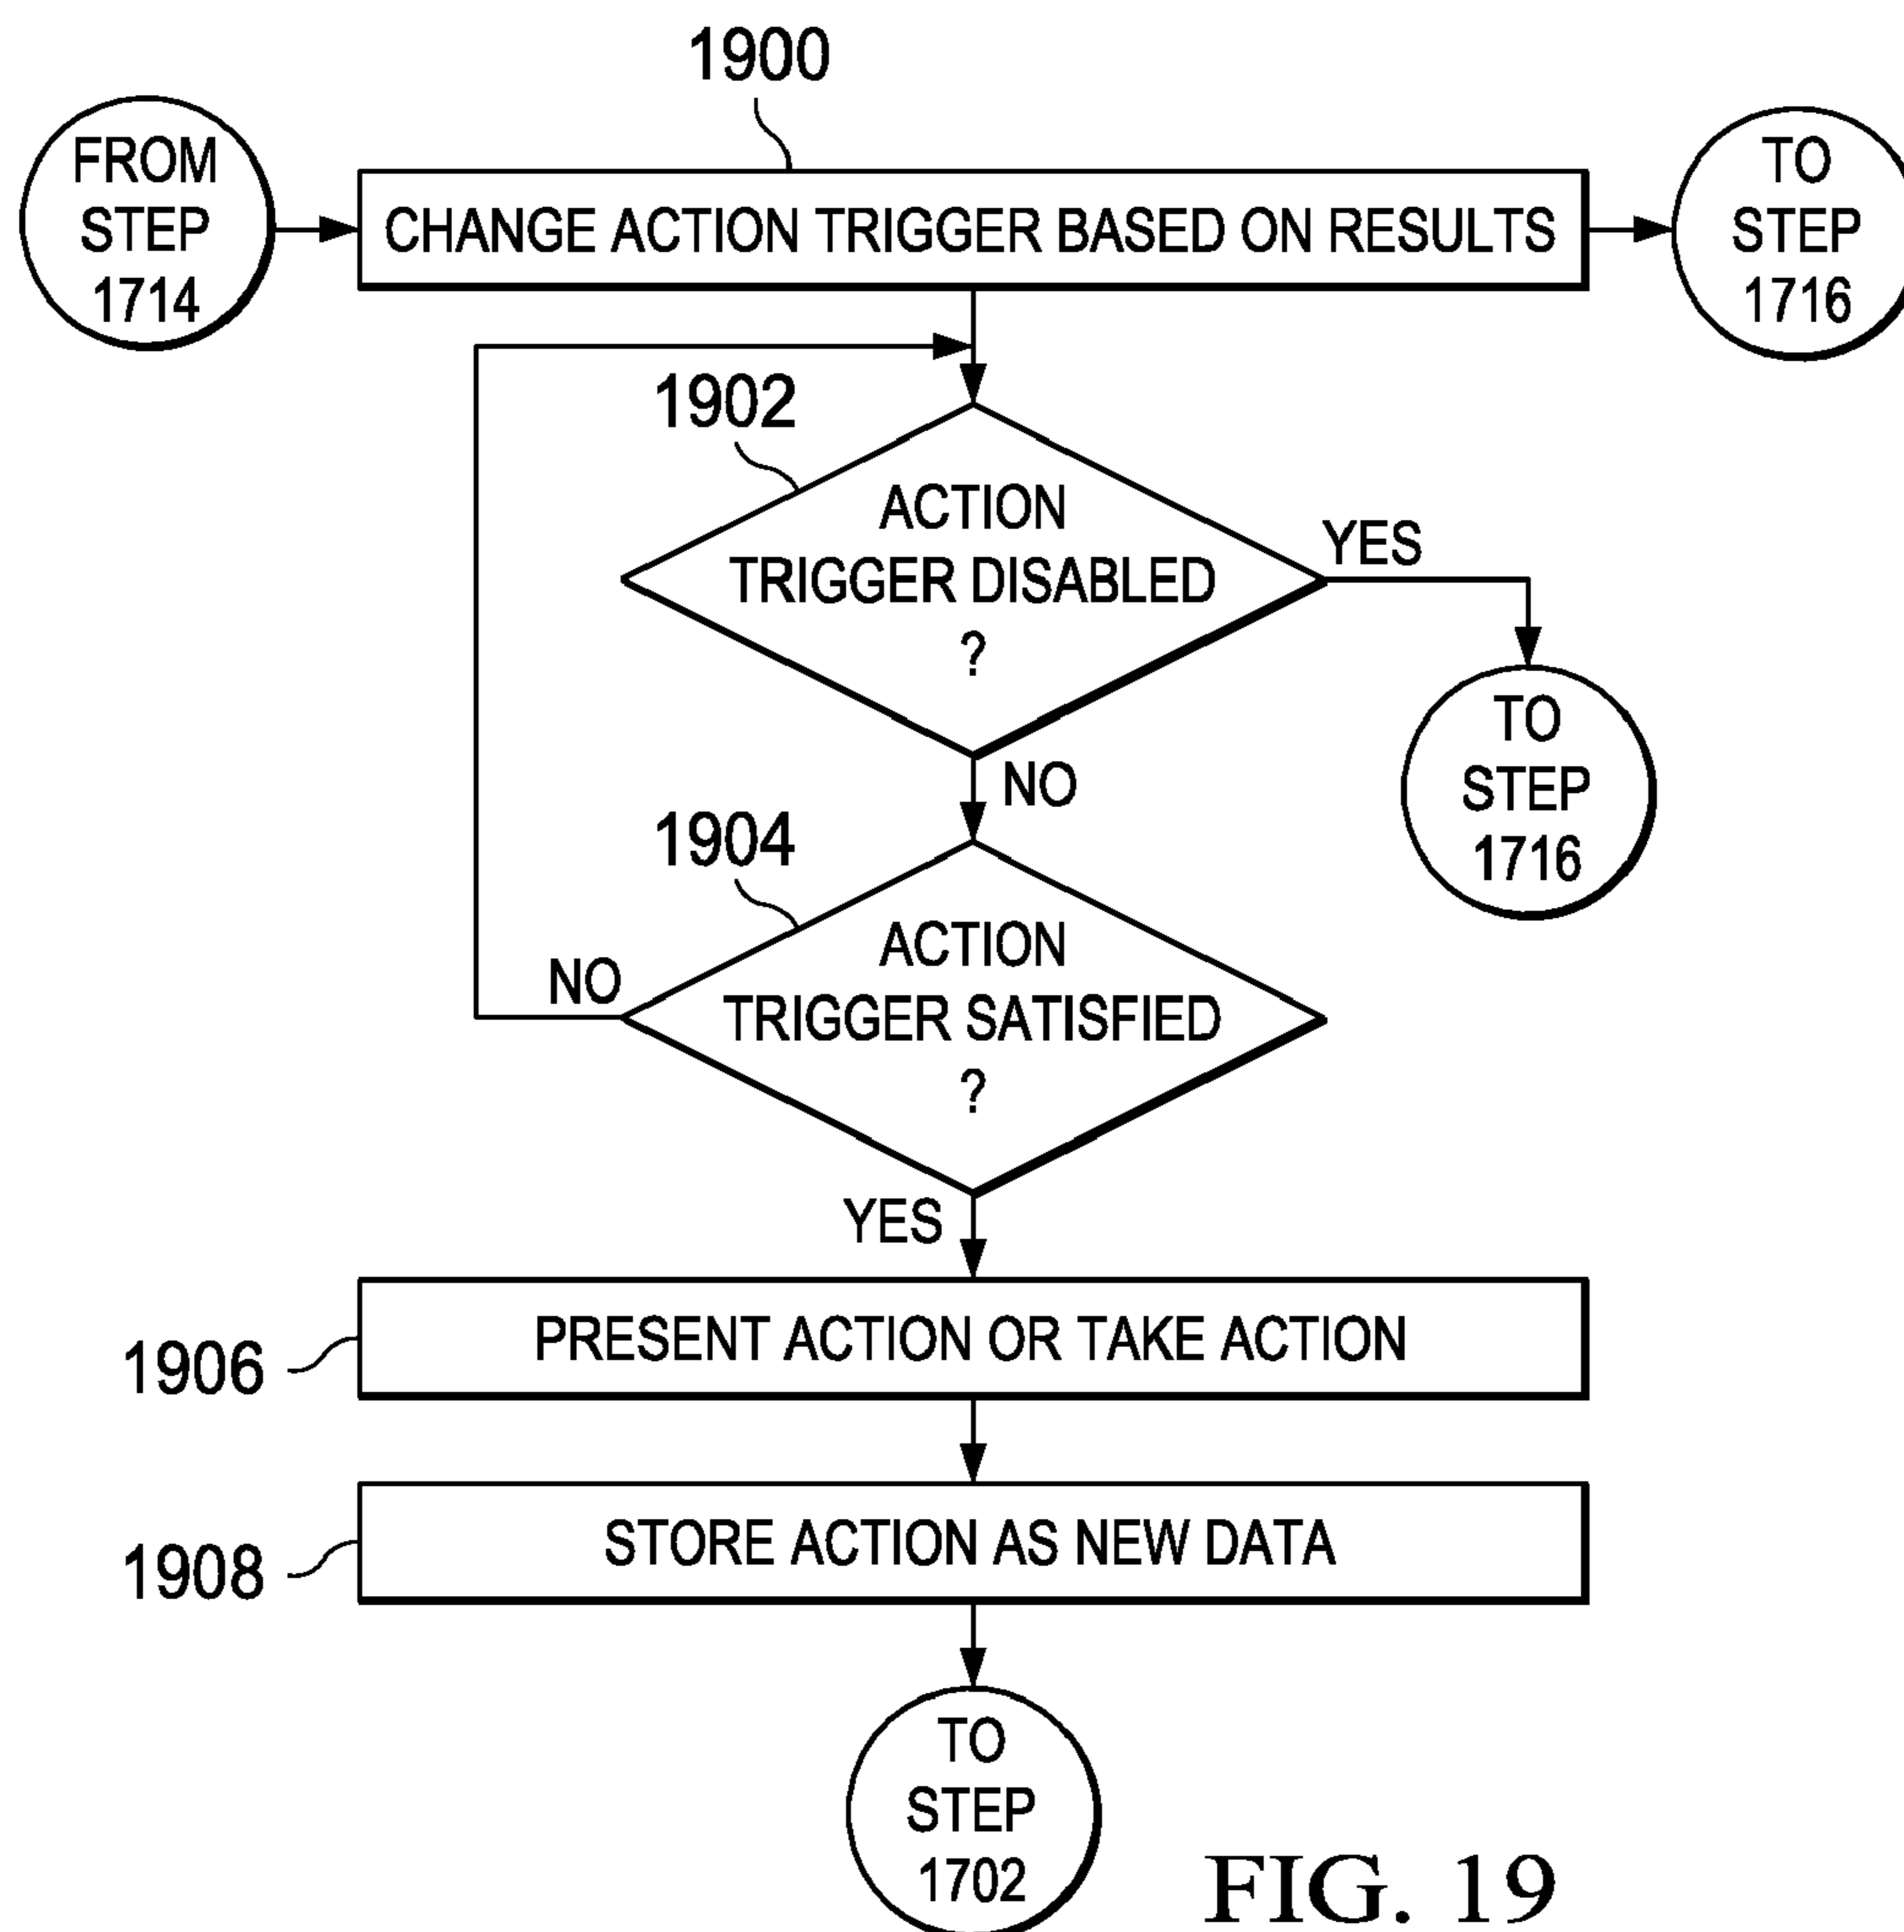 1900
FROM
STEP
1714
CHANGE ACTION TRIGGER BASED ON RESULTS
TO
STEP
1716
1902
ACTION
TRIGGER DISABLED
?
YES
TO
STEP
1716
NO
1904
ACTION
TRIGGER SATISFIED
?
NO
YES
1906
PRESENT ACTION OR TAKE ACTION
1908
STORE ACTION AS NEW DATA
TO
STEP
1702
FIG. 19